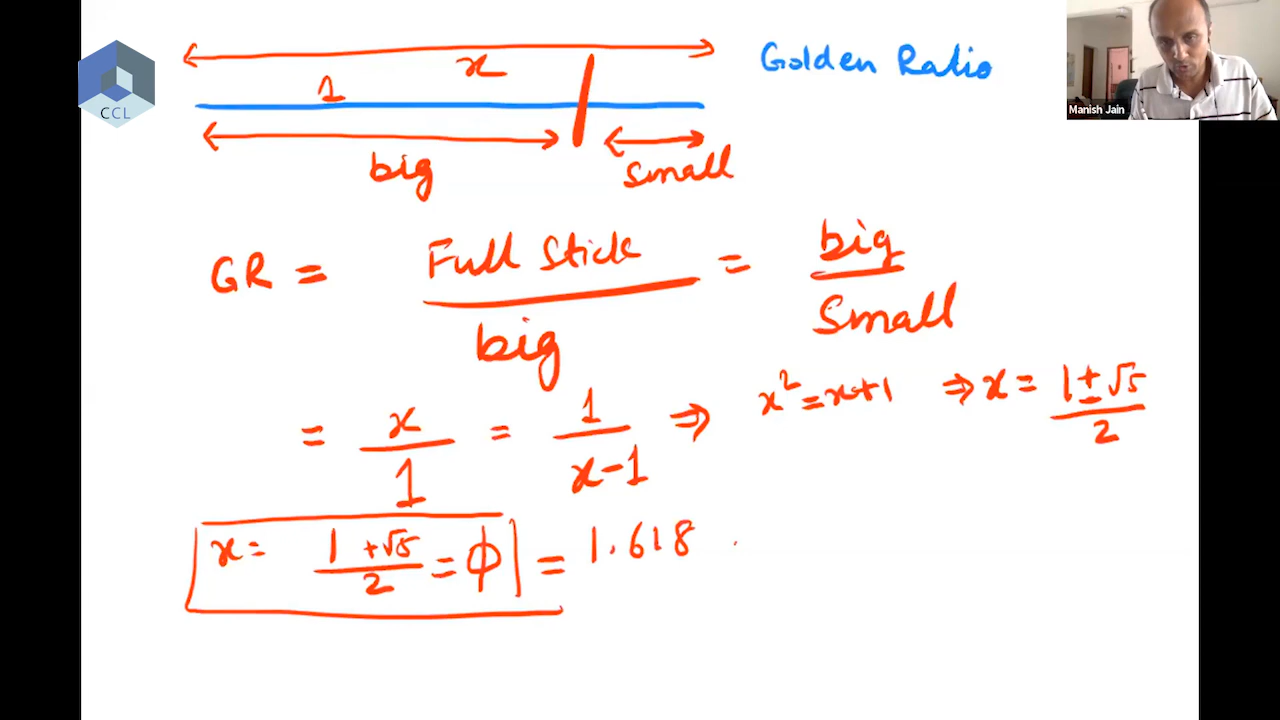 x
Golden Ratio
1
CCL
Manish Jain
big
small
GR = Full Stick / big = big / Small
= x / 1 = 1 / x-1 ⇒ x² = x+1 ⇒ x = 1 ± √5 / 2
x = 1 + √5 / 2 = ϕ = 1.618